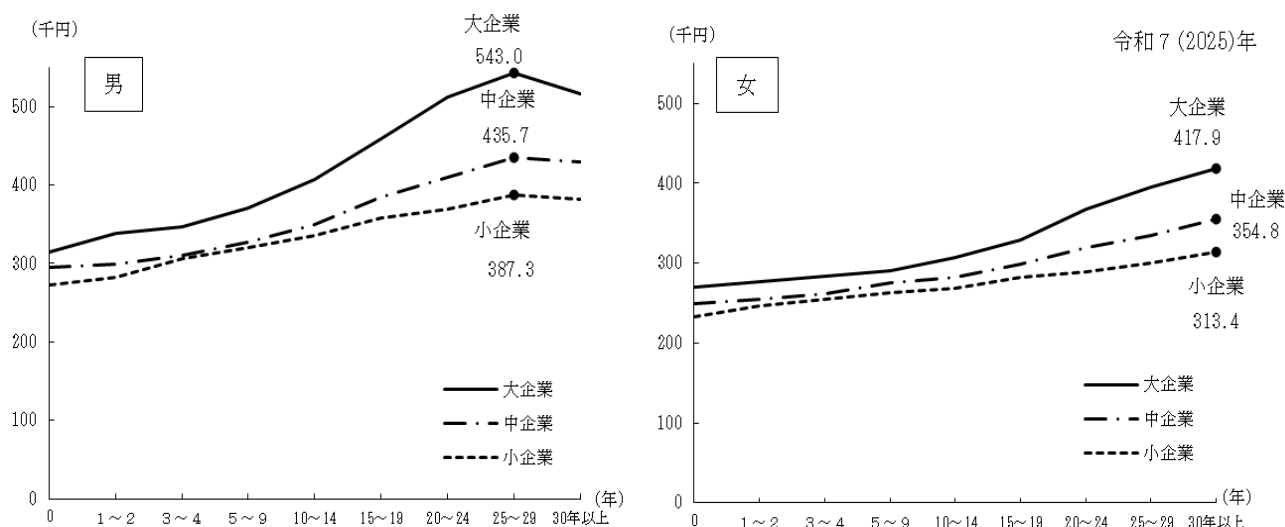 (千円)
男
大企業
543.0
中企業
435.7
小企業
387.3
500
400
300
200
100
0
大企業
中企業
小企業
0 1~2 3~4 5~9 10~14 15~19 20~24 25~29 30年以上
(年)
令和7(2025)年
(千円)
女
大企業
417.9
中企業
354.8
小企業
313.4
500
400
300
200
100
0
大企業
中企業
小企業
0 1~2 3~4 5~9 10~14 15~19 20~24 25~29 30年以上
(年)